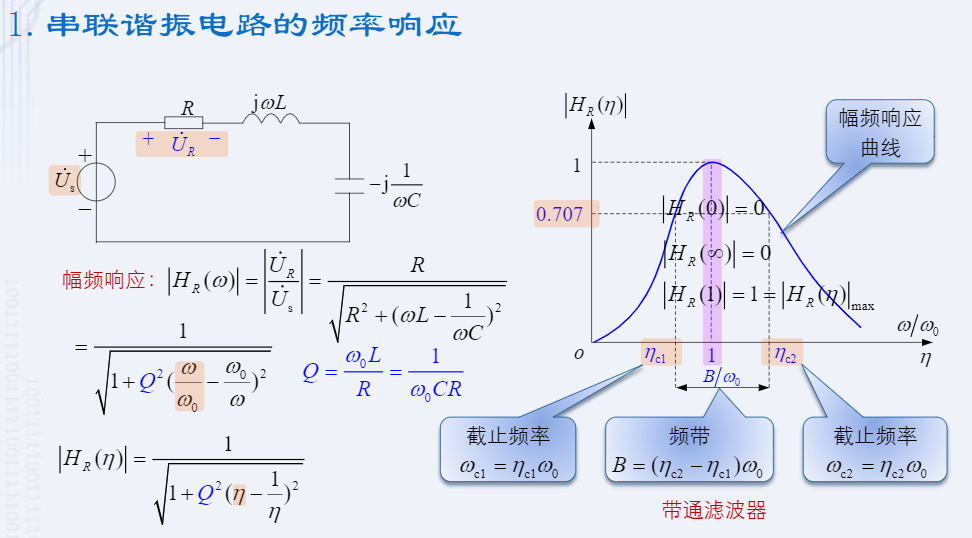 1. 串联谐振电路的频率响应
R
jωL
+ U̇_R −
+
U̇_s
−
−j 1/(ωC)
幅频响应: |H_R(ω)| = |U̇_R/U̇_s| = R/√(R² + (ωL − 1/(ωC))²)
= 1/√(1 + Q²(ω/ω₀ − ω₀/ω)²)
Q = ω₀L/R = 1/(ω₀CR)
|H_R(η)| = 1/√(1 + Q²(η − 1/η)²)
|H_R(η)|
幅频响应
曲线
1
0.707
|H_R(0)| = 0
|H_R(∞)| = 0
|H_R(1)| = 1 = |H_R(η)|_max
ω/ω₀
o
η_c1
1
η_c2
η
B/ω₀
截止频率
ω_c1 = η_c1ω₀
频带
B = (η_c2 − η_c1)ω₀
截止频率
ω_c2 = η_c2ω₀
带通滤波器